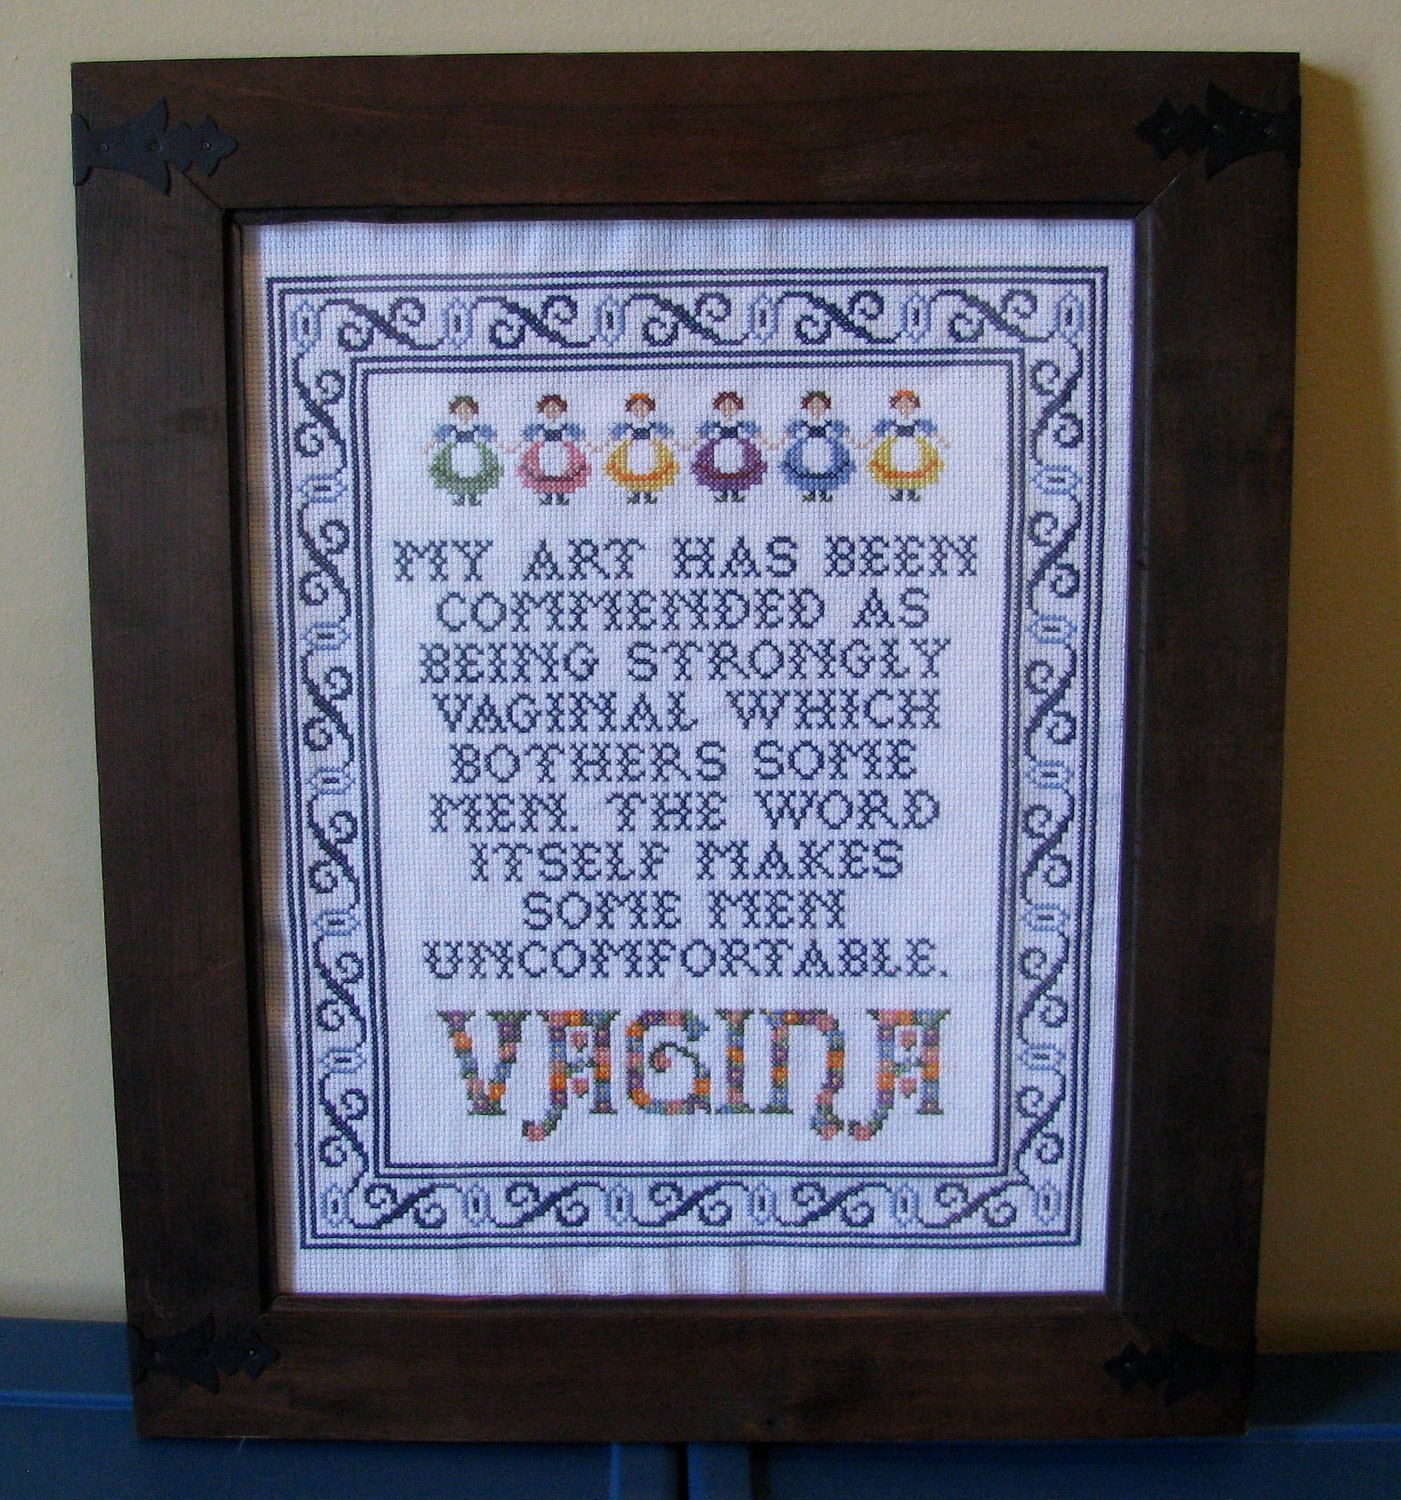 MY ART HAS BEEN
COMMENDED AS
BEING STRONGLY
VAGINAL WHICH
BOTHERS SOME
MEN. THE WORD
ITSELF MAKES
SOME MEN
UNCOMFORTABLE.
VAGINA